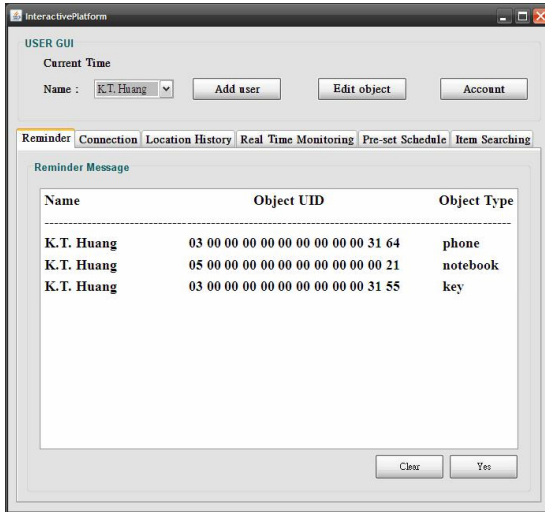 InteractivePlatform
USER GUI
Current Time
Name : K.T. Huang Add user Edit object Account
Reminder Connection Location History Real Time Monitoring Pre-set Schedule Item Searching
Reminder Message
Name Object UID Object Type
--------------------------------------------------------------------------------
K.T. Huang 03 00 00 00 00 00 00 00 00 00 31 64 phone
K.T. Huang 05 00 00 00 00 00 00 00 00 00 00 21 notebook
K.T. Huang 03 00 00 00 00 00 00 00 00 00 31 55 key
Clear Yes